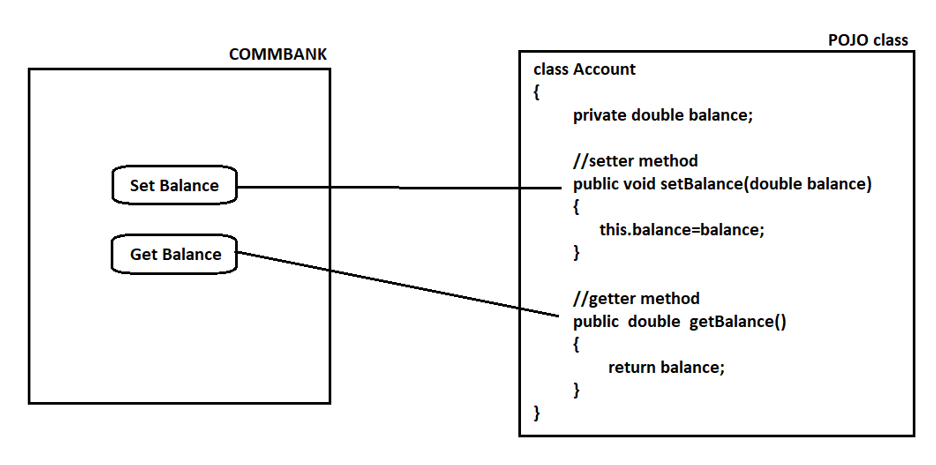 COMMBANK
Set Balance
Get Balance
POJO class
class Account
{
private double balance;
//setter method
public void setBalance(double balance)
{
this.balance=balance;
}
//getter method
public  double  getBalance()
{
return balance;
}
}